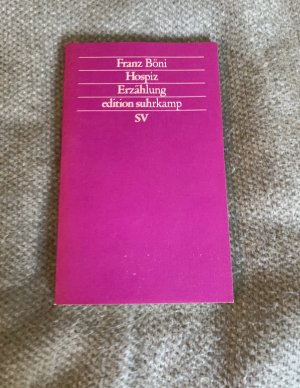 Franz Böni
Hospiz
Erzählung
edition suhrkamp
SV